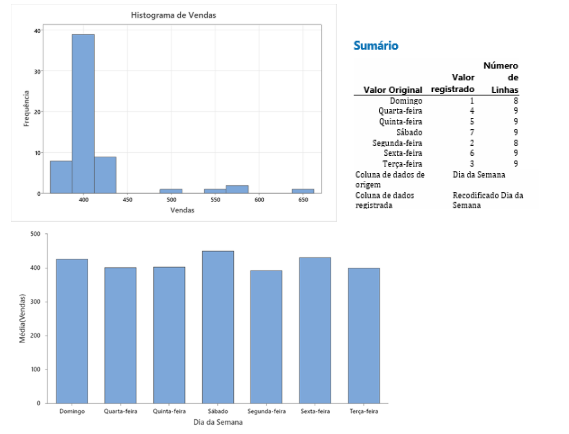 Histograma de Vendas
40
30
20
10
0
Frequência
400
450
500
550
600
650
Vendas
Sumário
Valor Original Valor registrado Número de Linhas
Domingo 1 8
Quarta-feira 4 9
Quinta-feira 5 9
Sábado 7 9
Segunda-feira 2 8
Sexta-feira 6 9
Terça-feira 3 9
Coluna de dados de origem Dia da Semana
Coluna de dados registrada Recodificado Dia da Semana
500
400
300
200
100
0
Média(Vendas)
Domingo
Quarta-feira
Quinta-feira
Sábado
Segunda-feira
Sexta-feira
Terça-feira
Dia da Semana